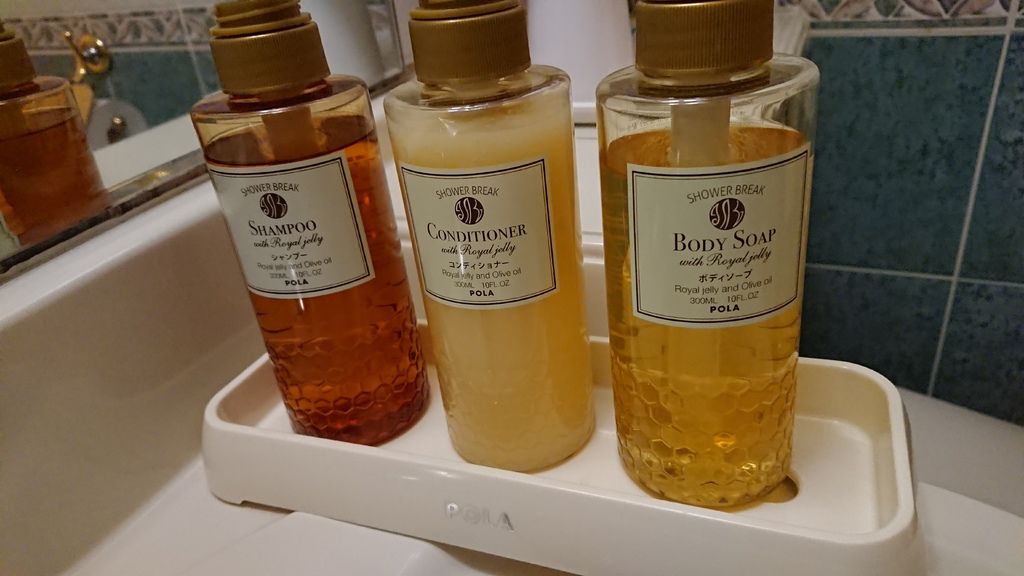 SHOWER BREAK
SHAMPOO
with Royal jelly
シャンプー
Royal jelly and Olive oil
300ML 10FL.OZ
POLA
SHOWER BREAK
CONDITIONER
with Royal jelly
コンディショナー
Royal jelly and Olive oil
300ML 10FL.OZ
POLA
SHOWER BREAK
BODY SOAP
with Royal jelly
ボディソープ
Royal jelly and Olive oil
300ML 10FL.OZ
POLA
POLA